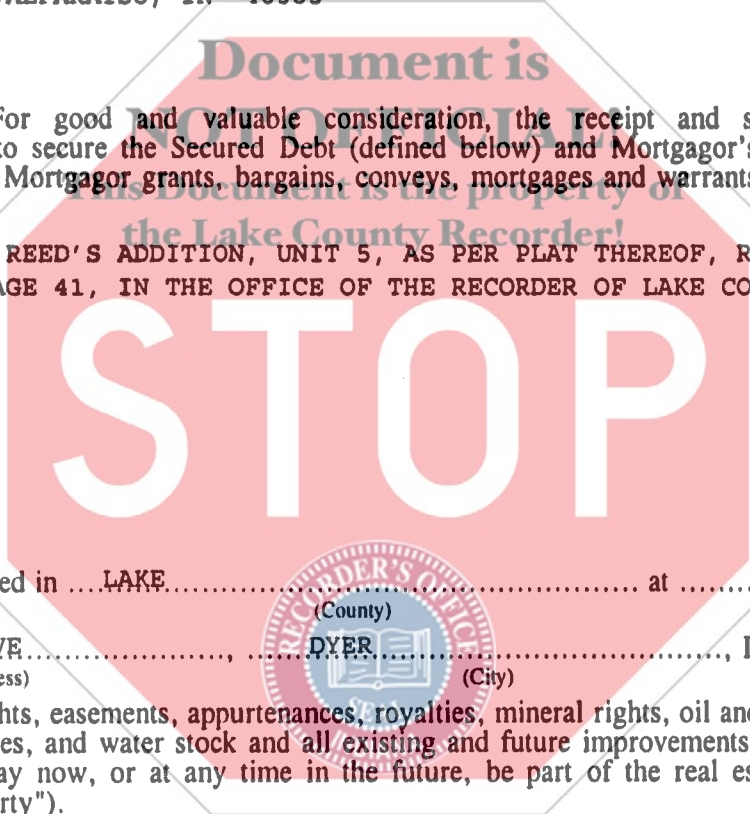 Document is
NOT OFFICIAL!
For good and valuable consideration, the receipt and s
to secure the Secured Debt (defined below) and Mortgagor's
Mortgagor grants, bargains, conveys, mortgages and warrants
This Document is the property of
the Lake County Recorder!
REED'S ADDITION, UNIT 5, AS PER PLAT THEREOF, R
AGE 41, IN THE OFFICE OF THE RECORDER OF LAKE CO
STOP
ed in ....LAKE.................................................................... at ........
(County)
VE....................., ......DYER..................................................., I
ess) (City)
RECORDER'S OFFICE
SEAL
hts, easements, appurtenances, royalties, mineral rights, oil and
es, and water stock and all existing and future improvements
ay now, or at any time in the future, be part of the real es
rty").